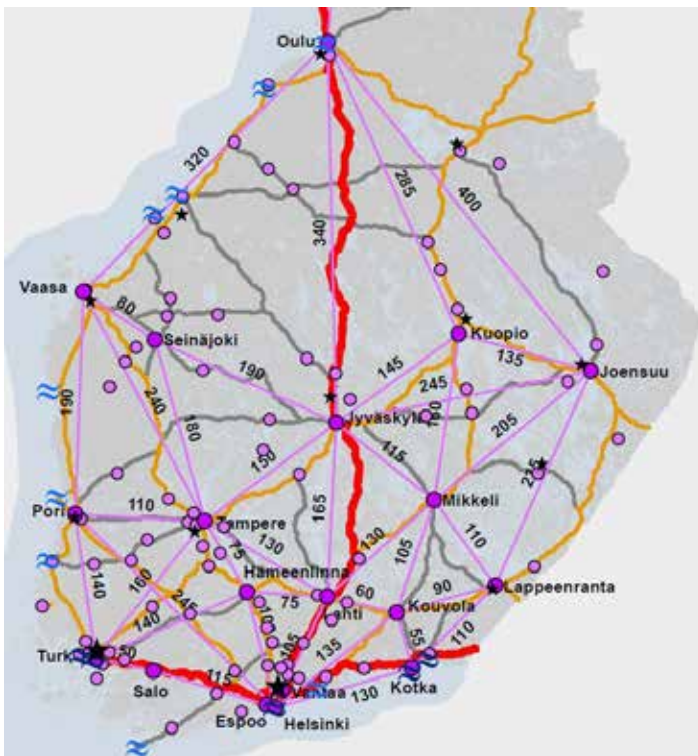 Oulu
320
285
400
340
Vaasa
80
Seinäjoki
Kuopio
135
Joensuu
190
145
245
190
240
180
Jyväskylä
205
150
115
Mikkeli
Pori
110
Tampere
165
130
130
75
105
110
140
160
Hämeenlinna
75
60
90
Lappeenranta
Lahti
Kouvola
140
245
55
110
105
135
Turku
50
115
Salo
Vantaa
130
Kotka
Espoo
Helsinki